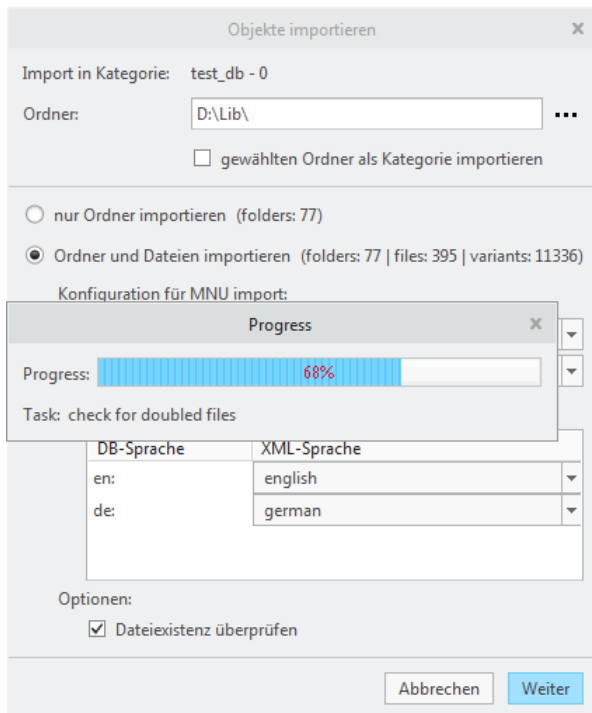 Objekte importieren
Import in Kategorie: test_db - 0
Ordner: D:\Lib\ ...
gewählten Ordner als Kategorie importieren
nur Ordner importieren (folders: 77)
Ordner und Dateien importieren (folders: 77 | files: 395 | variants: 11336)
Konfiguration für MNU import:
Progress
Progress: 68%
Task: check for doubled files
DB-Sprache XML-Sprache
en: english
de: german
Optionen:
Dateiexistenz überprüfen
Abbrechen Weiter